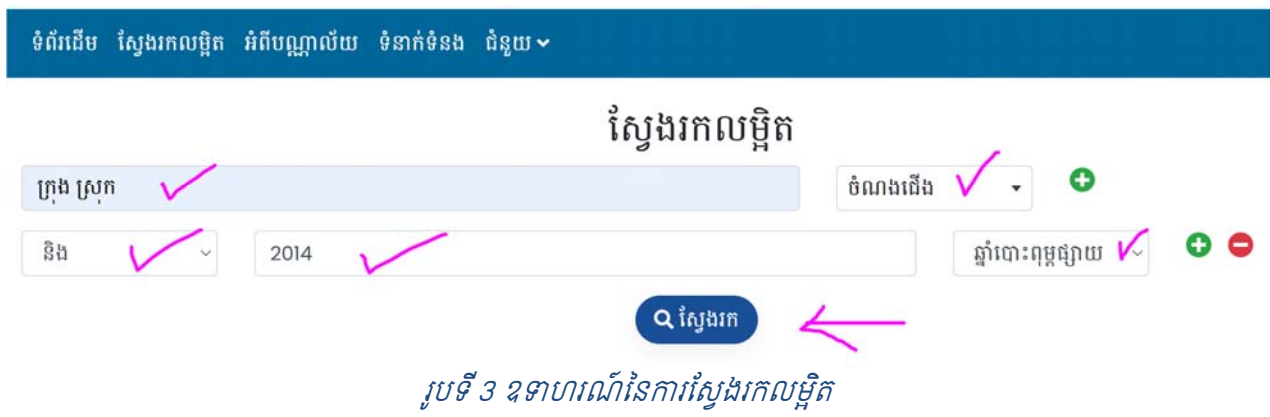 ទំព័រដើម ស្វែងរកលម្អិត អំពីបណ្ណាល័យ ទំនាក់ទំនង ជំនួយ
ស្វែងរកលម្អិត
ក្រុង ស្រុក ចំណងជើង
និង 2014 ឆ្នាំបោះពុម្ពផ្សាយ
ស្វែងរក
រូបទី 3 ឧទាហរណ៍នៃការស្វែងរកលម្អិត